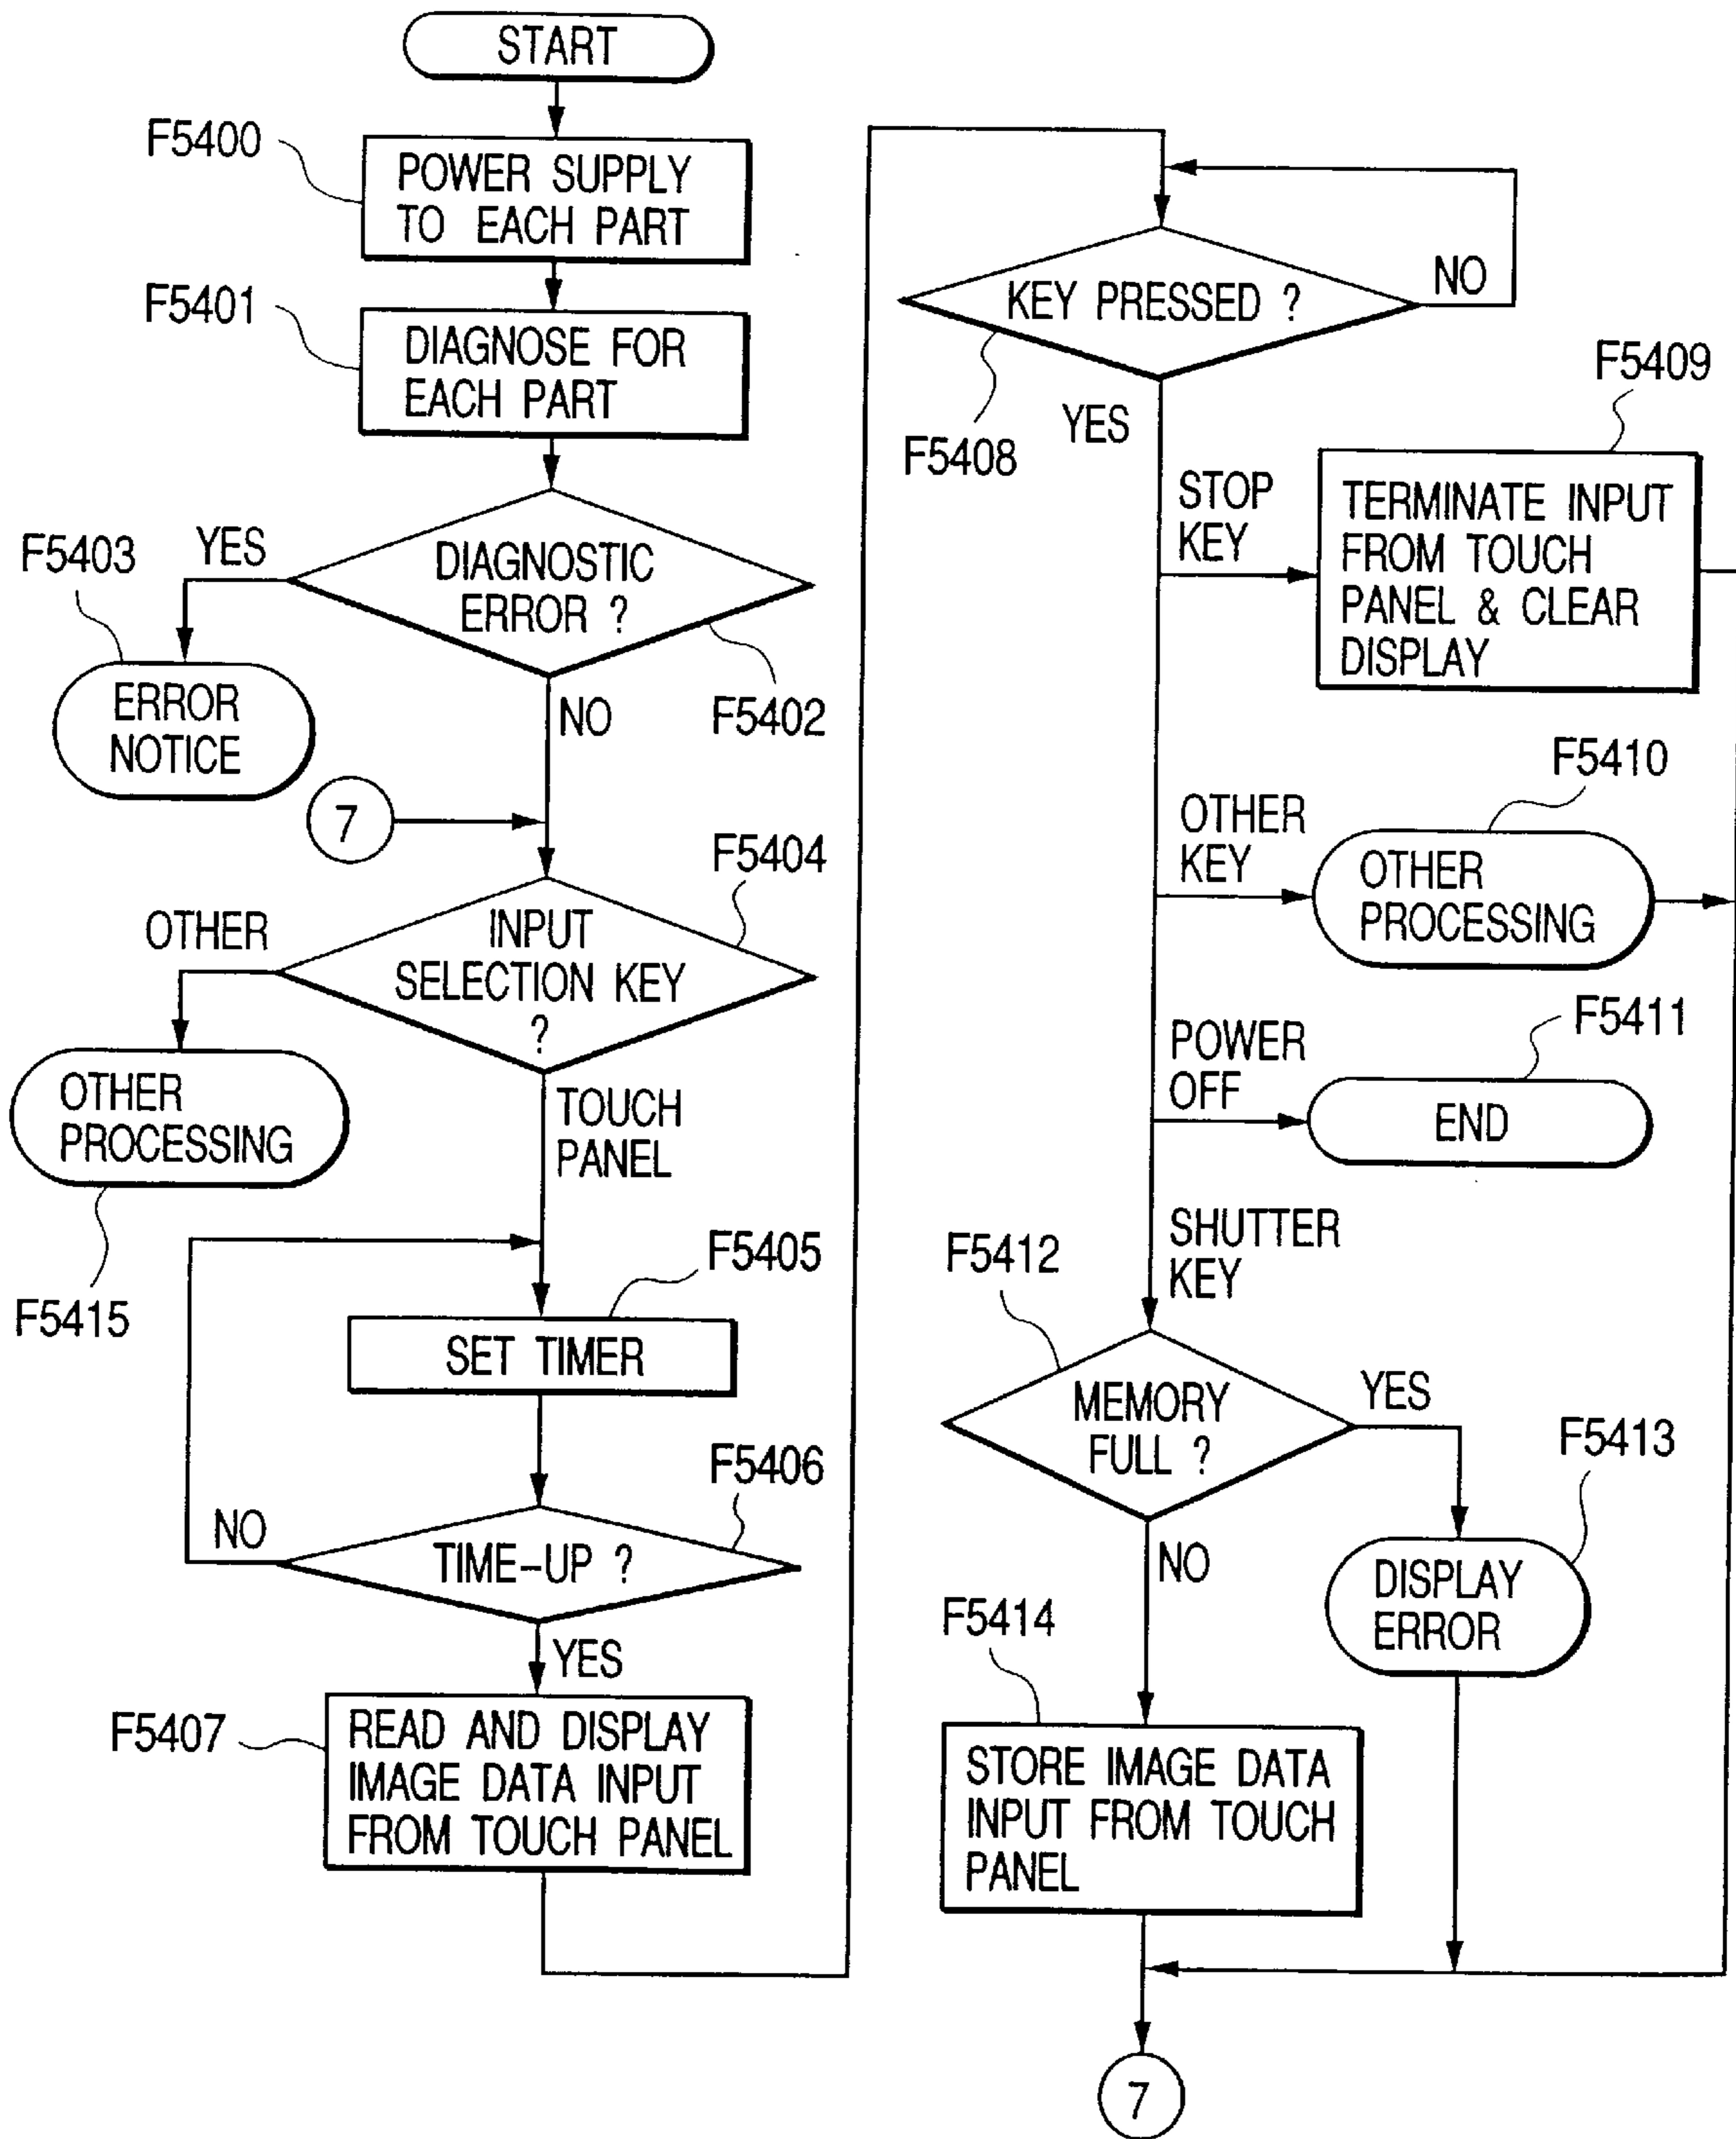 START
F5400
POWER SUPPLY
TO EACH PART
F5401
DIAGNOSE FOR
EACH PART
F5403
YES
DIAGNOSTIC
ERROR ?
F5402
ERROR
NOTICE
NO
7
F5404
OTHER
INPUT
SELECTION KEY
?
OTHER
PROCESSING
F5415
TOUCH
PANEL
F5405
SET TIMER
F5406
NO
TIME-UP ?
YES
F5407
READ AND DISPLAY
IMAGE DATA INPUT
FROM TOUCH PANEL
KEY PRESSED ?
NO
F5408
YES
F5409
STOP
KEY
TERMINATE INPUT
FROM TOUCH
PANEL & CLEAR
DISPLAY
F5410
OTHER
KEY
OTHER
PROCESSING
F5411
POWER
OFF
END
SHUTTER
KEY
F5412
MEMORY
FULL ?
YES
F5413
DISPLAY
ERROR
NO
F5414
STORE IMAGE DATA
INPUT FROM TOUCH
PANEL
7